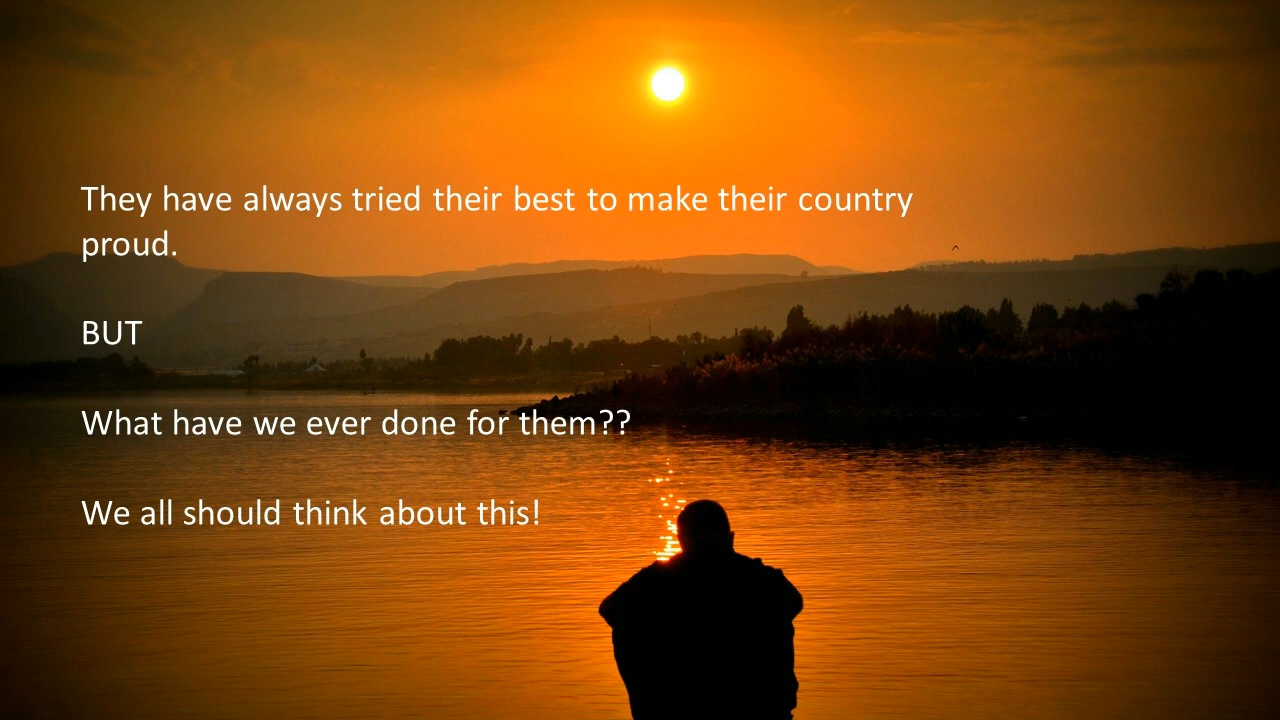 They have always tried their best to make their country
proud.
BUT
What have we ever done for them??
We all should think about this!